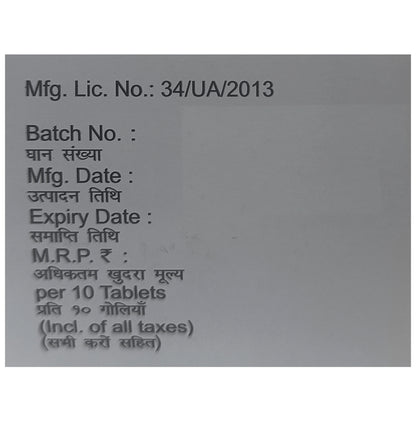 Mfg. Lic. No.: 34/UA/2013
Batch No. :
घान संख्या
Mfg. Date :
उत्पादन तिथि
Expiry Date :
समाप्ति तिथि
M.R.P. ₹ :
अधिकतम खुदरा मूल्य
per 10 Tablets
प्रति १० गोलियाँ
(Incl. of all taxes)
(सभी करों सहित)